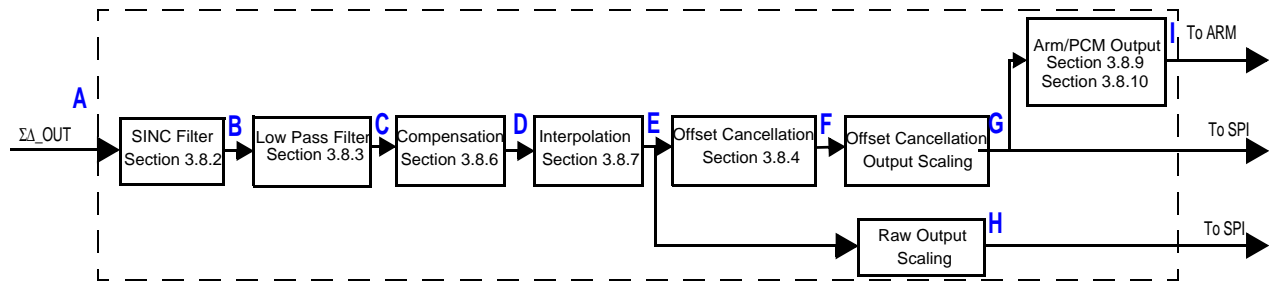 Arm/PCM Output
Section 3.8.9
Section 3.8.10
I
To ARM
A
ΣΔ_OUT
SINC Filter
Section 3.8.2
B
Low Pass Filter
Section 3.8.3
C
Compensation
Section 3.8.6
D
Interpolation
Section 3.8.7
E
Offset Cancellation
Section 3.8.4
F
Offset Cancellation
Output Scaling
G
To SPI
Raw Output
Scaling
H
To SPI